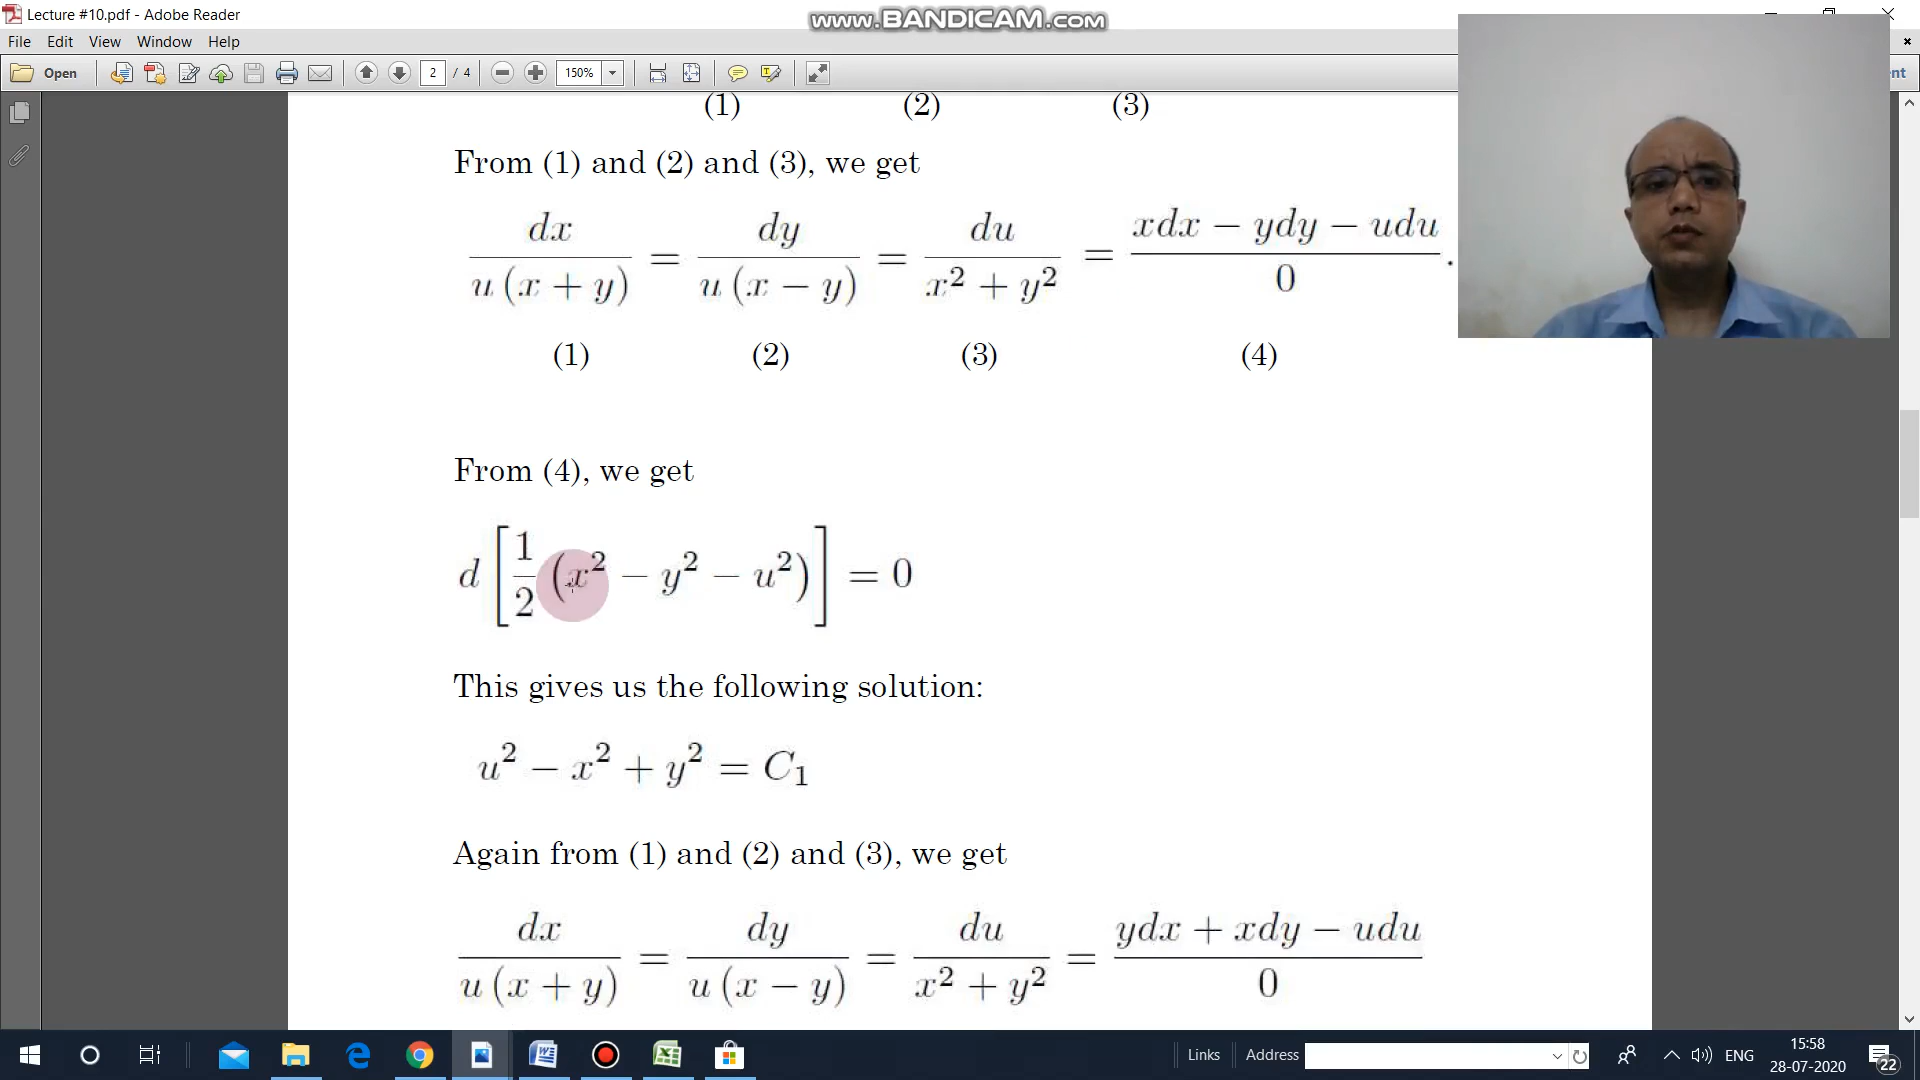 Lecture #10.pdf - Adobe Reader
www.BANDICAM.com
File Edit View Window Help
Open 2 / 4 150% nt
(1) (2) (3)
From (1) and (2) and (3), we get
dx / u (x + y) = dy / u (x − y) = du / x² + y² = xdx − ydy − udu / 0 .
(1) (2) (3) (4)
From (4), we get
d [ 1/2 (x² − y² − u²) ] = 0
This gives us the following solution:
u² − x² + y² = C₁
Again from (1) and (2) and (3), we get
dx / u (x + y) = dy / u (x − y) = du / x² + y² = ydx + xdy − udu / 0
Links Address ENG 15:58
28-07-2020 22